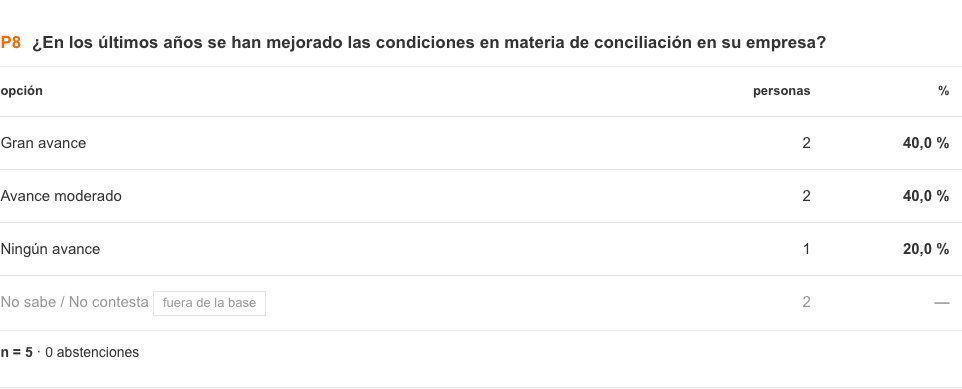 P8 ¿En los últimos años se han mejorado las condiciones en materia de conciliación en su empresa?
opción personas %
Gran avance 2 40,0 %
Avance moderado 2 40,0 %
Ningún avance 1 20,0 %
No sabe / No contesta fuera de la base 2 —
n = 5 · 0 abstenciones